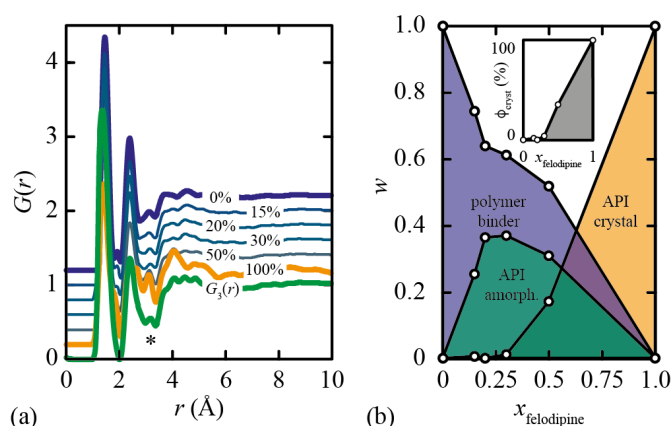 4
3
2
1
0
G(r)
0%
15%
20%
30%
50%
100%
G₃(r)
*
0 2 4 6 8 10
r (Å)
(a)
1.0
0.8
0.6
0.4
0.2
0
w
100
0
ϕcryst (%)
0 1
xfelodipine
polymer
binder
API
crystal
API
amorph.
0 0.25 0.50 0.75 1.0
xfelodipine
(b)